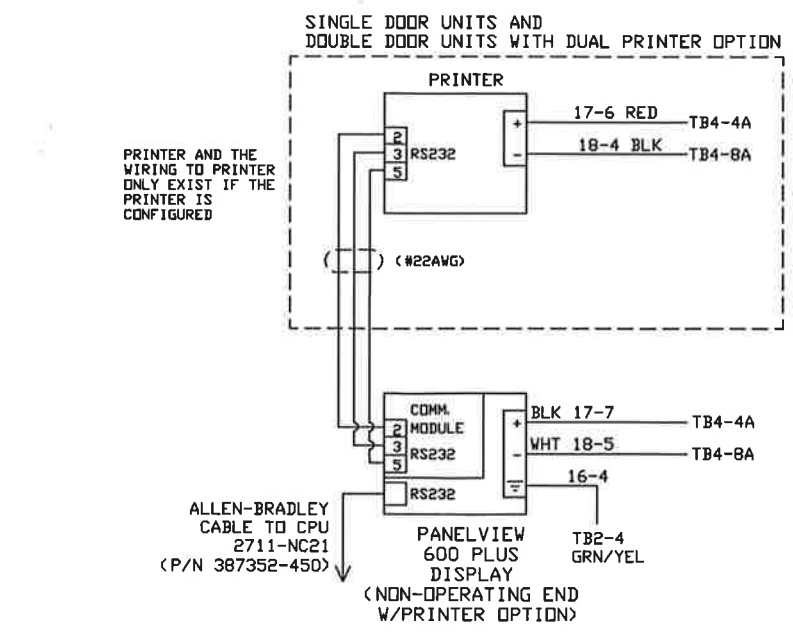 SINGLE DOOR UNITS AND
DOUBLE DOOR UNITS WITH DUAL PRINTER OPTION
PRINTER
2
3
5
RS232
+
-
17-6 RED
TB4-4A
18-4 BLK
TB4-8A
PRINTER AND THE
WIRING TO PRINTER
ONLY EXIST IF THE
PRINTER IS
CONFIGURED
(#22AWG)
COMM.
MODULE
2
3
5
RS232
RS232
+
-
BLK 17-7
TB4-4A
WHT 18-5
TB4-8A
16-4
TB2-4
GRN/YEL
ALLEN-BRADLEY
CABLE TO CPU
2711-NC21
(P/N 387352-450)
PANELVIEW
600 PLUS
DISPLAY
(NON-OPERATING END
W/PRINTER OPTION)